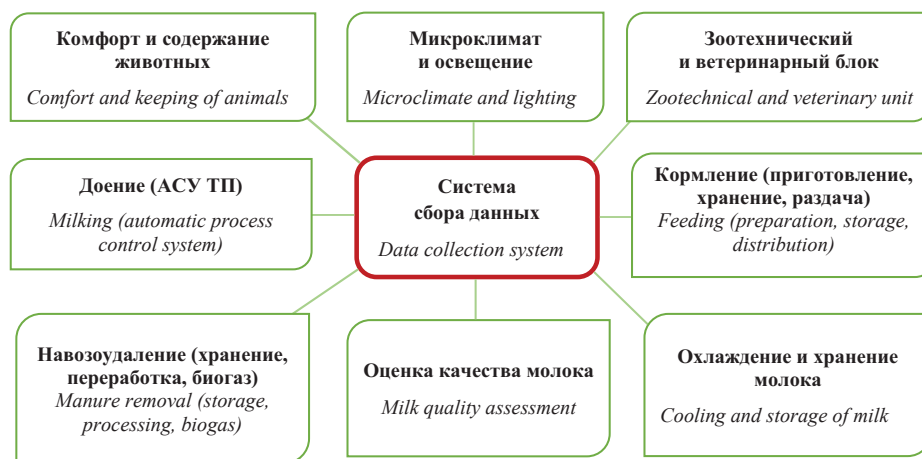 Комфорт и содержание
животных
Comfort and keeping of animals
Микроклимат
и освещение
Microclimate and lighting
Зоотехнический
и ветеринарный блок
Zootechnical and veterinary unit
Доение (АСУ ТП)
Milking (automatic process
control system)
Система
сбора данных
Data collection system
Кормление (приготовление,
хранение, раздача)
Feeding (preparation, storage,
distribution)
Навозоудаление (хранение,
переработка, биогаз)
Manure removal (storage,
processing, biogas)
Оценка качества молока
Milk quality assessment
Охлаждение и хранение
молока
Cooling and storage of milk